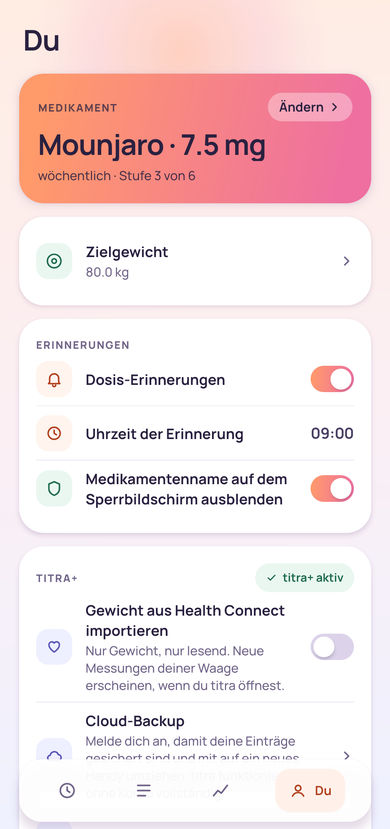 Du
MEDIKAMENT
Ändern
Mounjaro · 7.5 mg
wöchentlich · Stufe 3 von 6
Zielgewicht
80.0 kg
ERINNERUNGEN
Dosis-Erinnerungen
Uhrzeit der Erinnerung
09:00
Medikamentenname auf dem
Sperrbildschirm ausblenden
TITRA+
titra+ aktiv
Gewicht aus Health Connect
importieren
Nur Gewicht, nur lesend. Neue
Messungen deiner Waage
erscheinen, wenn du titra öffnest.
Cloud-Backup
Melde dich an, damit deine Einträge
gesichert sind und mit auf ein neues
Handy umziehen. titra
Du